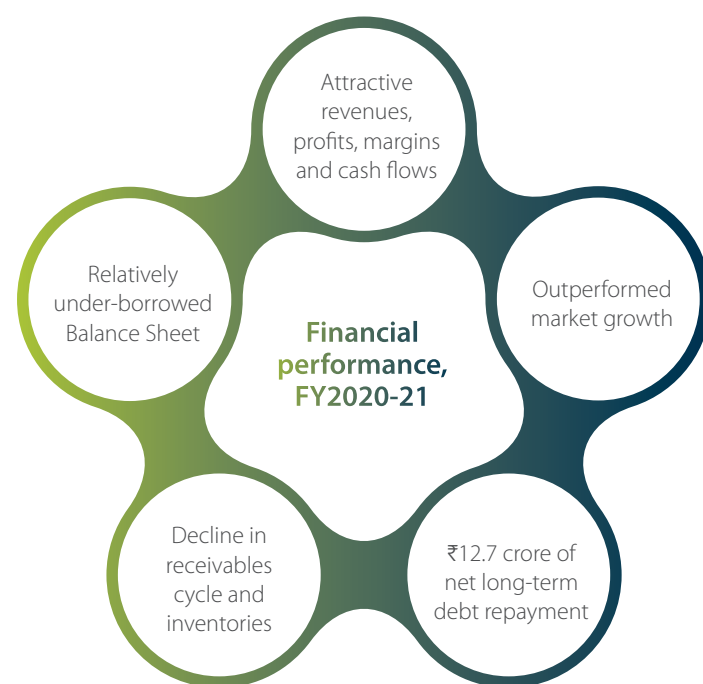 Attractive
revenues,
profits, margins
and cash flows
Relatively
under-borrowed
Balance Sheet
Financial
performance,
FY2020-21
Outperformed
market growth
Decline in
receivables
cycle and
inventories
₹12.7 crore of
net long-term
debt repayment